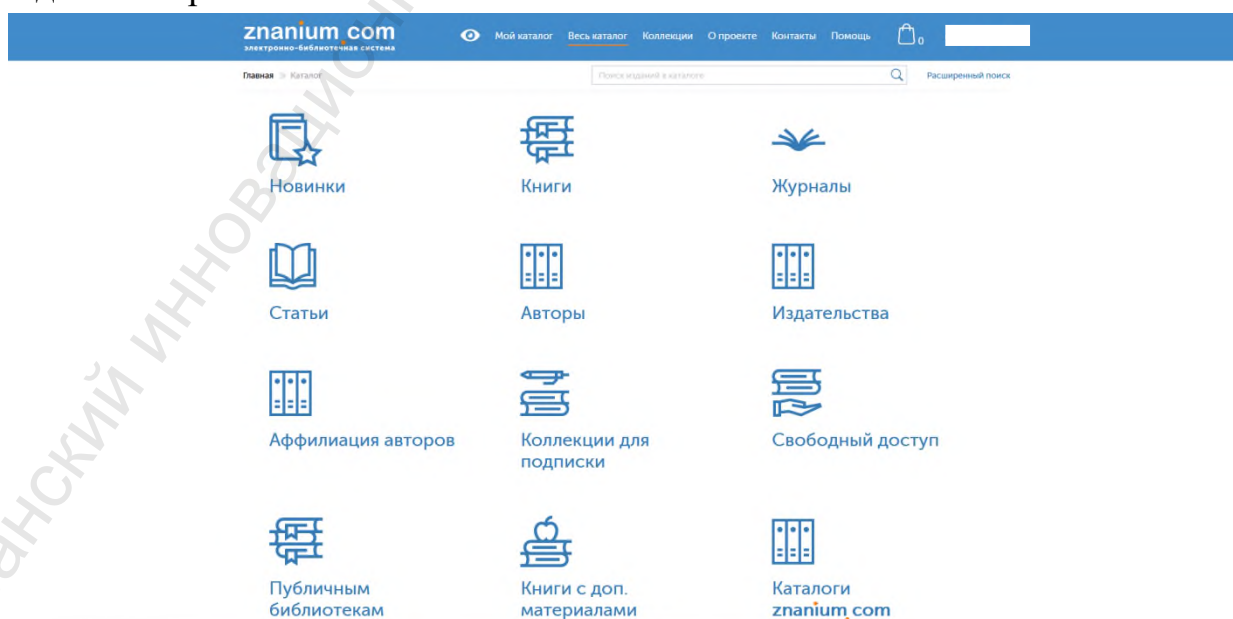 znanium.com
электронно-библиотечная система
Мой каталог Весь каталог Коллекции О проекте Контакты Помощь 0
Главная » Каталог
Поиск изданий в каталоге
Расширенный поиск
Новинки
Книги
Журналы
Статьи
Авторы
Издательства
Аффилиация авторов
Коллекции для
подписки
Свободный доступ
Публичным
библиотекам
Книги с доп.
материалами
Каталоги
znanium.com